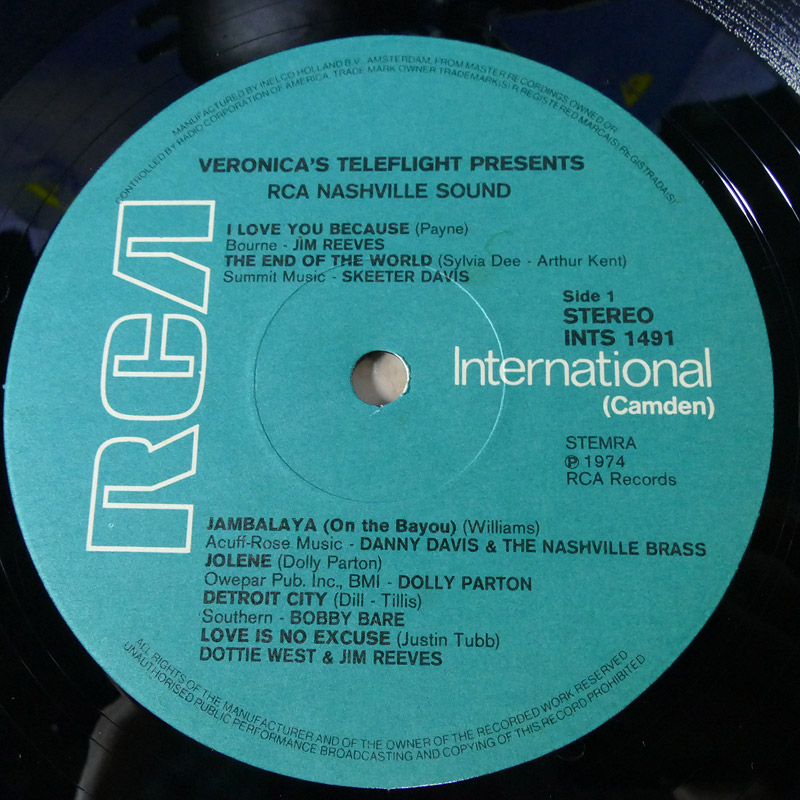 MANUFACTURED BY INELCO HOLLAND B.V. AMSTERDAM, FROM MASTER RECORDINGS OWNED OR
CONTROLLED BY RADIO CORPORATION OF AMERICA. TRADE MARK OWNER TRADEMARK(S) R REGISTERED MARCA(S) REGISTRADA(S)
VERONICA'S TELEFLIGHT PRESENTS
RCA NASHVILLE SOUND
I LOVE YOU BECAUSE (Payne)
Bourne - JIM REEVES
THE END OF THE WORLD (Sylvia Dee - Arthur Kent)
Summit Music - SKEETER DAVIS
RCA
Side 1
STEREO
INTS 1491
International
(Camden)
STEMRA
℗ 1974
RCA Records
JAMBALAYA (On the Bayou) (Williams)
Acuff-Rose Music - DANNY DAVIS & THE NASHVILLE BRASS
JOLENE (Dolly Parton)
Owepar Pub. Inc., BMI - DOLLY PARTON
DETROIT CITY (Dill - Tillis)
Southern - BOBBY BARE
LOVE IS NO EXCUSE (Justin Tubb)
DOTTIE WEST & JIM REEVES
ALL RIGHTS OF THE MANUFACTURER AND OF THE OWNER OF THE RECORDED WORK RESERVED
UNAUTHORISED PUBLIC PERFORMANCE BROADCASTING AND COPYING OF THIS RECORD PROHIBITED